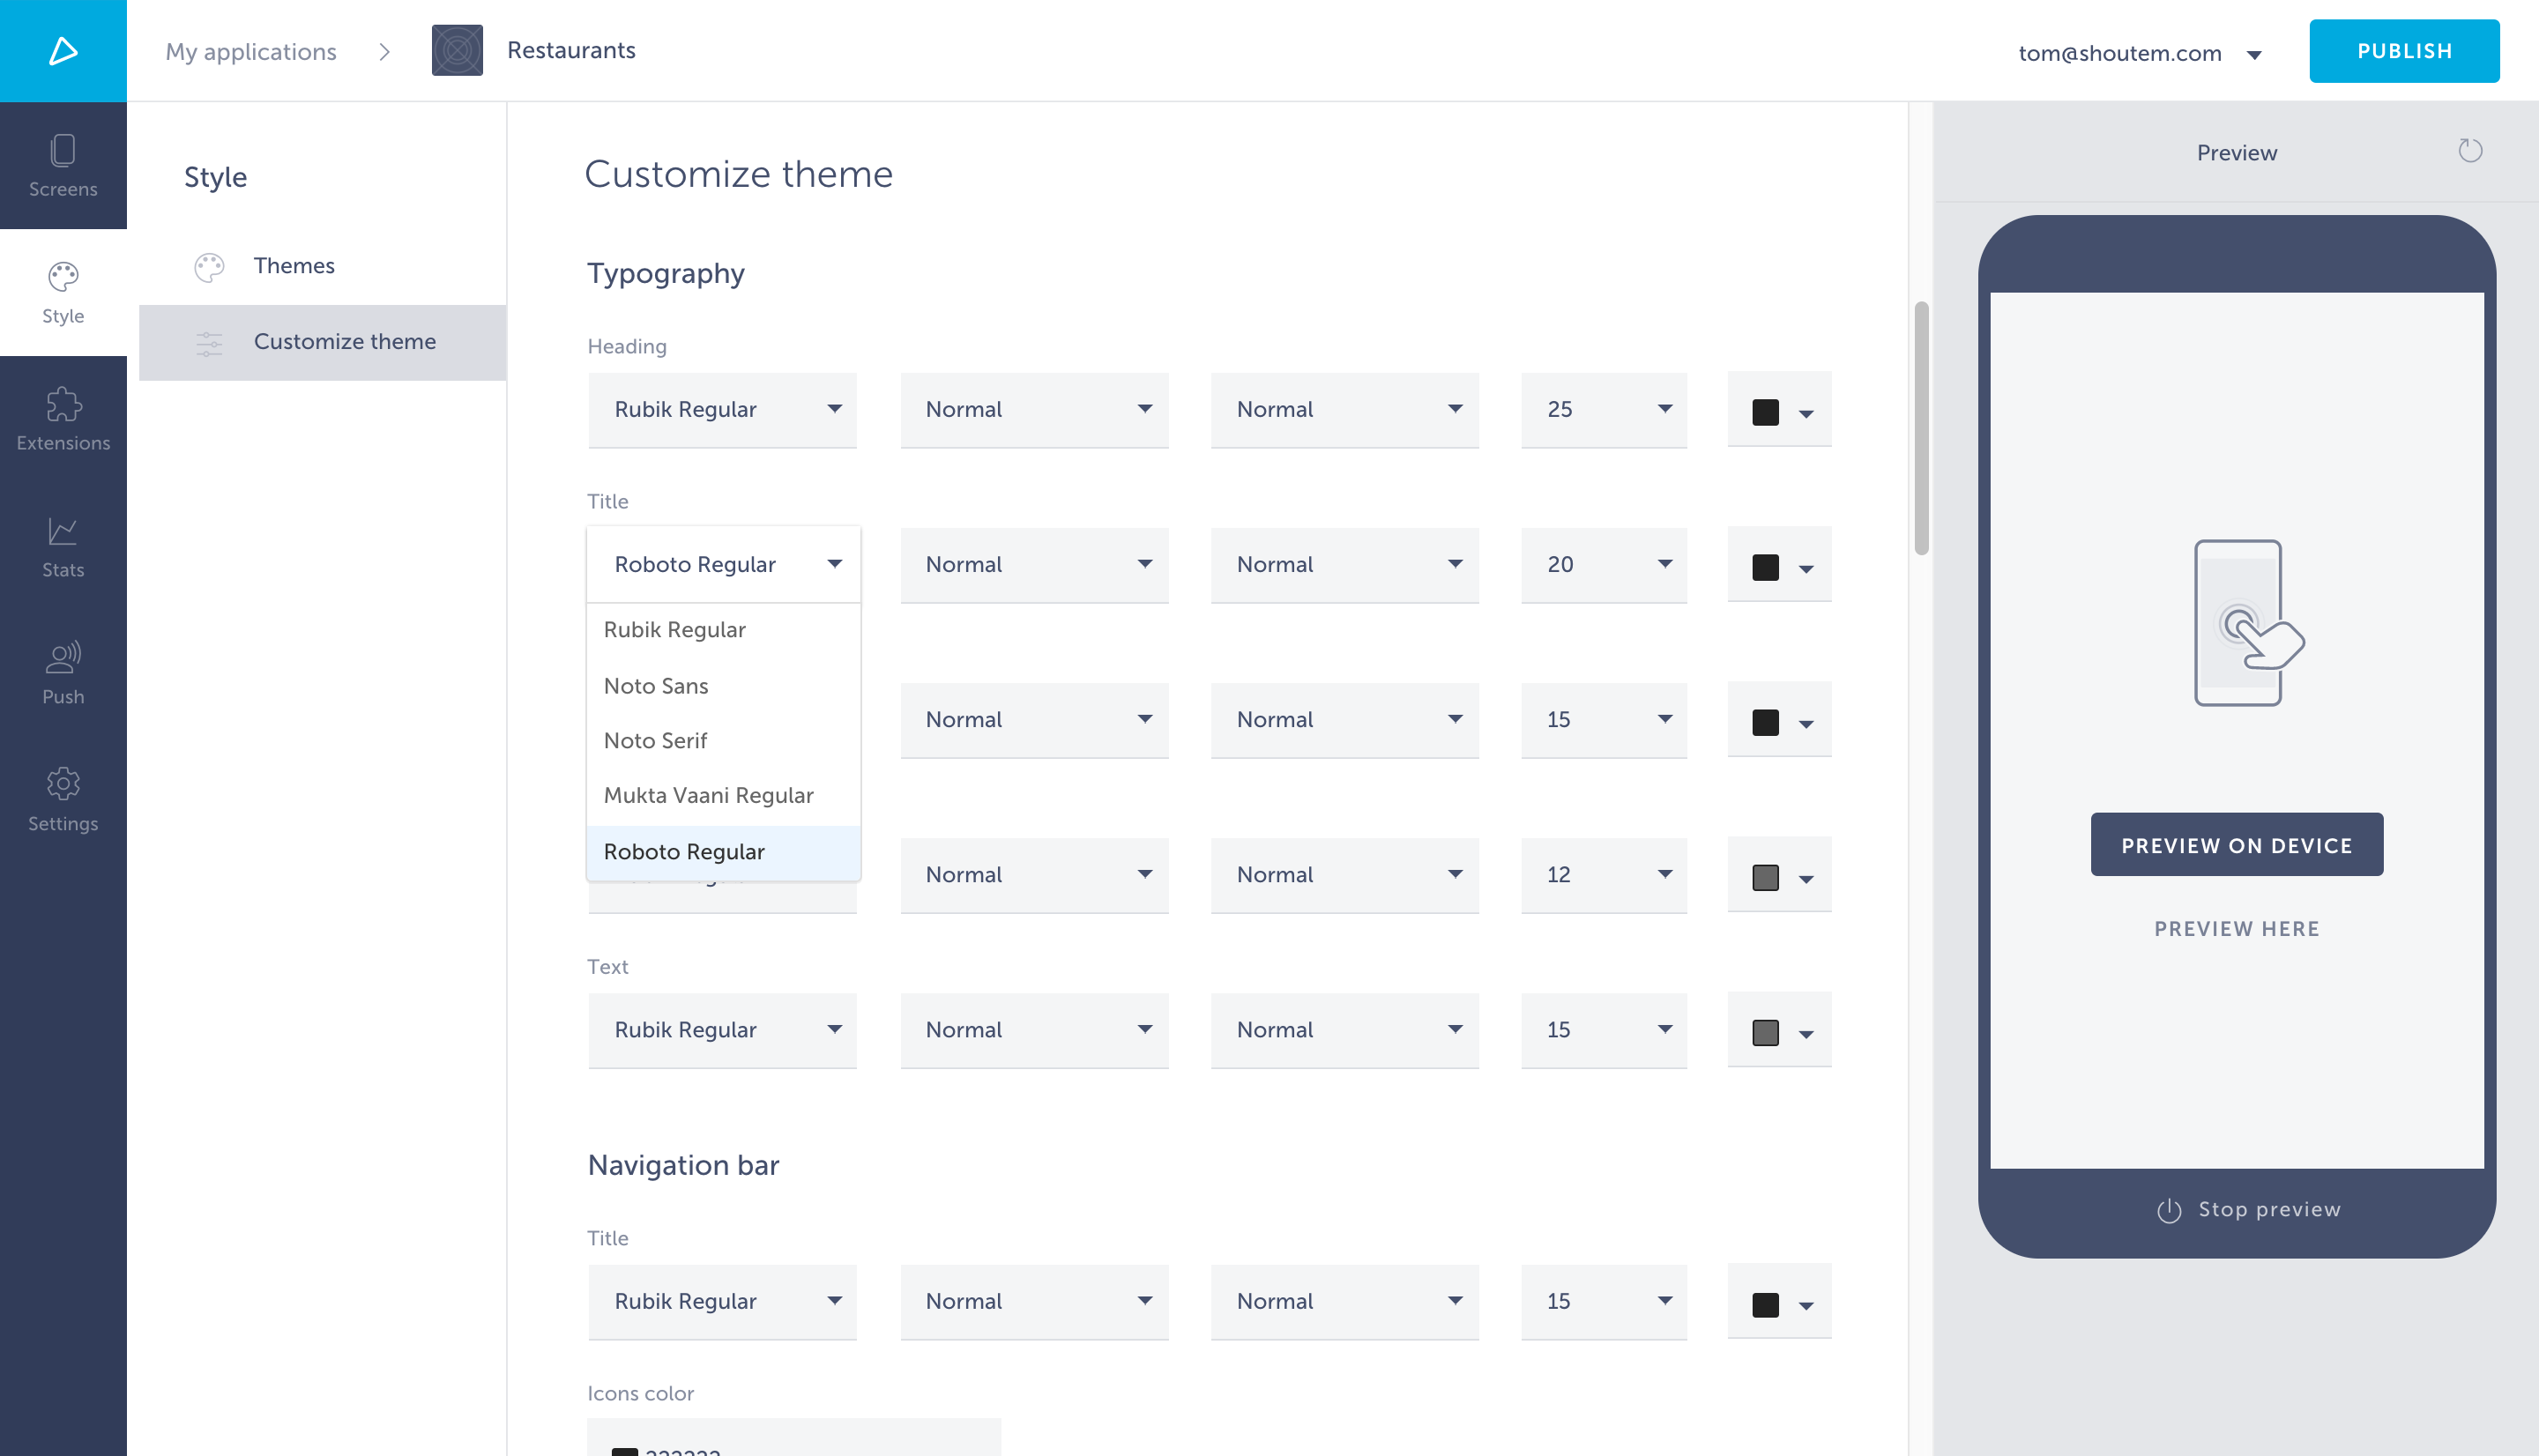 My applications
Restaurants
tom@shoutem.com
PUBLISH
Screens
Style
Extensions
Stats
Push
Settings
Style
Themes
Customize theme
Customize theme
Typography
Heading
Rubik Regular Normal Normal 25
Title
Roboto Regular Normal Normal 20
Rubik Regular
Noto Sans
Noto Serif
Mukta Vaani Regular
Roboto Regular
Normal Normal 15
Normal Normal 12
Text
Rubik Regular Normal Normal 15
Navigation bar
Title
Rubik Regular Normal Normal 15
Icons color
Preview
PREVIEW ON DEVICE
PREVIEW HERE
Stop preview